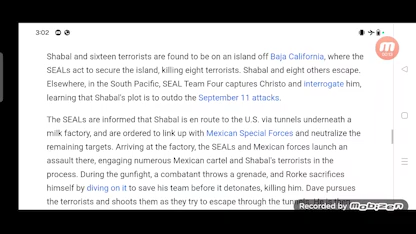 3:02
Shabal and sixteen terrorists are found to be on an island off Baja California, where the
SEALs act to secure the island, killing eight terrorists. Shabal and eight others escape.
Elsewhere, in the South Pacific, SEAL Team Four captures Christo and interrogate him,
learning that Shabal's plot is to outdo the September 11 attacks.
The SEALs are informed that Shabal is en route to the U.S. via tunnels underneath a
milk factory, and are ordered to link up with Mexican Special Forces and neutralize the
remaining targets. Arriving at the factory, the SEALs and Mexican forces launch an
assault there, engaging numerous Mexican cartel and Shabal's terrorists in the
process. During the gunfight, a combatant throws a grenade, and Rorke sacrifices
himself by diving on it to save his team before it detonates, killing him. Dave pursues
the terrorists and shoots them as they try to escape through the tunnels. He is then
Recorded by Mobizen